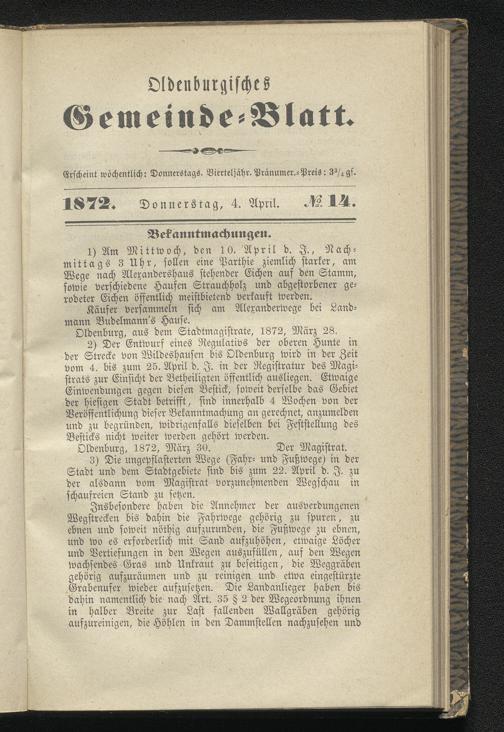 Oldenburgisches
Gemeinde-Blatt.
Erscheint wöchentlich: Donnerstags. Vierteljähr. Pränumer.-Preis: 3¾ gs.
1872. Donnerstag, 4. April. № 14.
Bekanntmachungen.
1) Am Mittwoch, den 10. April d. J., Nach-
mittags 3 Uhr, sollen eine Parthie ziemlich starker, am
Wege nach Alexandershaus stehender Eichen auf den Stamm,
sowie verschiedene Haufen Strauchholz und abgestorbener ge-
rodeter Eichen öffentlich meistbietend verkauft werden.
Käufer versammeln sich am Alexanderwege bei Land-
mann Budelmann's Hause.
Oldenburg, aus dem Stadtmagistrate, 1872, März 28.
2) Der Entwurf eines Regulativs der oberen Hunte in
der Strecke von Wildeshausen bis Oldenburg wird in der Zeit
vom 4. bis zum 25. April d. J. in der Registratur des Magi-
strats zur Einsicht der Betheiligten öffentlich ausliegen. Etwaige
Einwendungen gegen diesen Bestick, soweit derselbe das Gebiet
der hiesigen Stadt betrifft, sind innerhalb 4 Wochen von der
Veröffentlichung dieser Bekanntmachung an gerechnet, anzumelden
und zu begründen, widrigenfalls dieselben bei Feststellung des
Besticks nicht weiter werden gehört werden.
Oldenburg, 1872, März 30. Der Magistrat.
3) Die ungepflasterten Wege (Fahr- und Fußwege) in der
Stadt und dem Stadtgebiete sind bis zum 22. April d. J. zu
der alsdann vom Magistrat vorzunehmenden Wegschau in
schaufreien Stand zu setzen.
Insbesondere haben die Annehmer der ausverdungenen
Wegstrecken bis dahin die Fahrwege gehörig zu spuren, zu
ebnen und soweit nöthig aufzurunden, die Fußwege zu ebnen,
und wo es erforderlich mit Sand aufzuhöhen, etwaige Löcher
und Vertiefungen in den Wegen auszufüllen, auf den Wegen
wachsendes Gras und Unkraut zu beseitigen, die Weggräben
gehörig aufzuräumen und zu reinigen und etwa eingestürzte
Grabenufer wieder aufzusetzen. Die Landanlieger haben bis
dahin namentlich die nach Art. 35 § 2 der Wegeordnung ihnen
in halber Breite zur Last fallenden Wallgräben gehörig
aufzureinigen, die Höhlen in den Dammstellen nachzusehen und